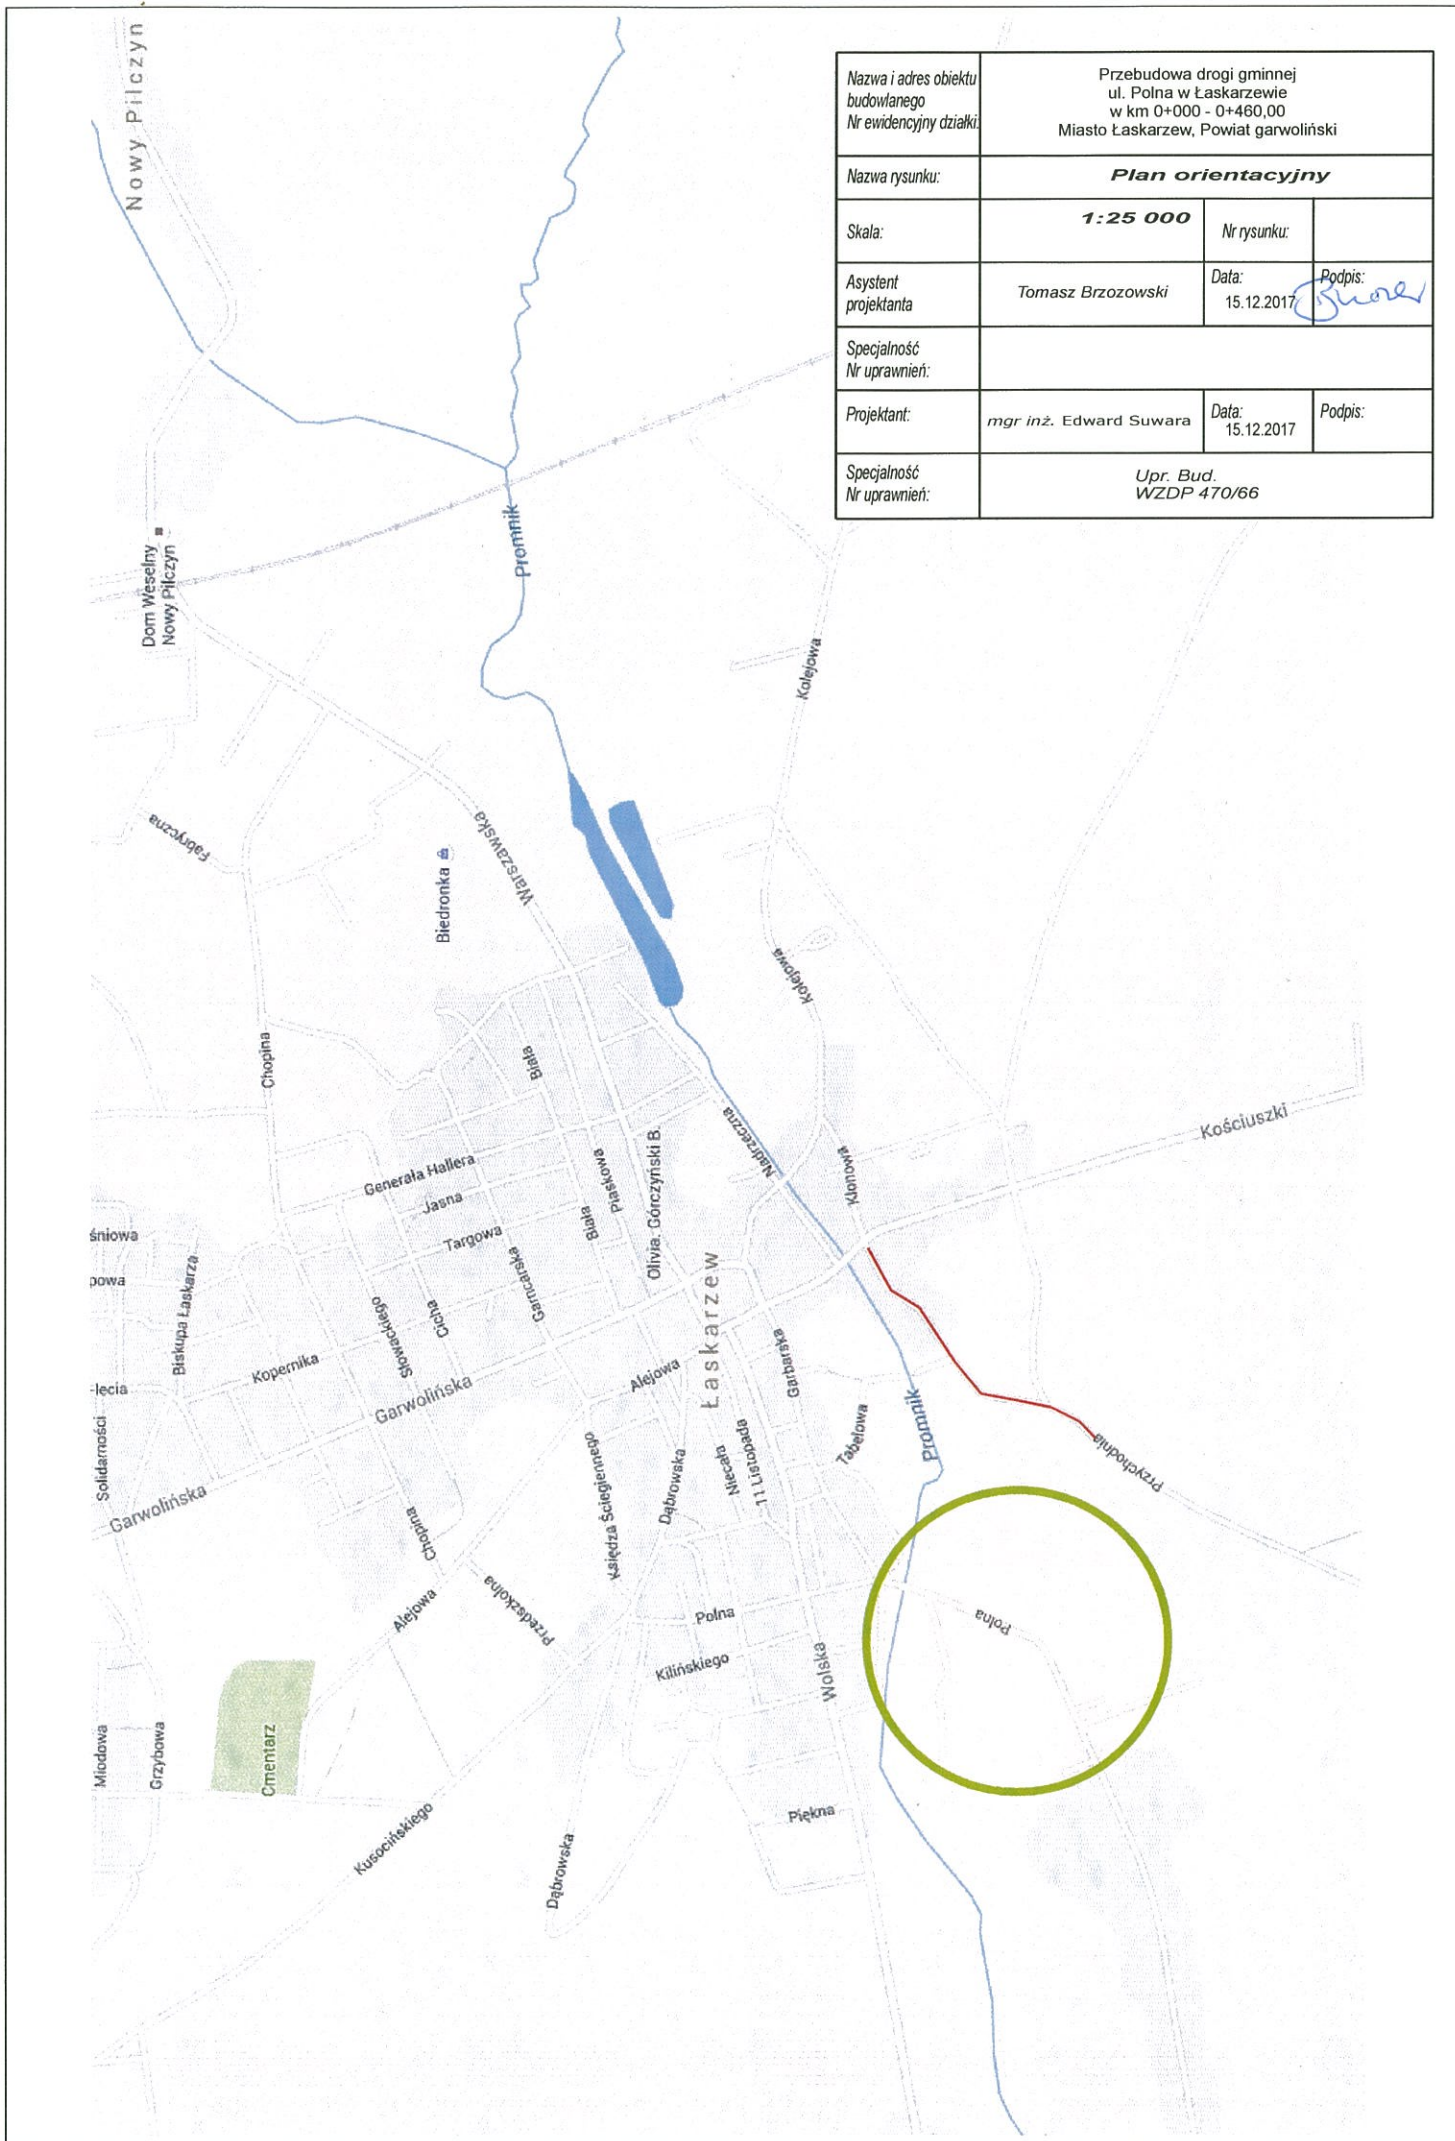 Nazwa i adres obiektu
budowlanego
Nr ewidencyjny działki:
Przebudowa drogi gminnej
ul. Polna w Łaskarzewie
w km 0+000 - 0+460,00
Miasto Łaskarzew, Powiat garwoliński
Nazwa rysunku:
Plan orientacyjny
Skala:
1:25 000
Nr rysunku:
Asystent
projektanta
Tomasz Brzozowski
Data:
15.12.2017
Podpis:
Specjalność
Nr uprawnień:
Projektant:
mgr inż. Edward Suwara
Data:
15.12.2017
Podpis:
Specjalność
Nr uprawnień:
Upr. Bud.
WZDP 470/66
Nowy Pilczyn
Dom Weselny
Nowy Pilczyn
Promnik
Kolejowa
Fabryczna
Biedronka
Warszawska
Kolejowa
Chopina
Biała
Nadrzeczna
Kościuszki
Klonowa
Generała Hallera
Jasna
Targowa
Biała
Piaskowa
Olivia. Górczyński B.
śniowa
powa
Biskupa Łaskarza
Garncarska
Cicha
Słowackiego
Kopernika
Łaskarzew
Garbarska
Alejowa
-lecia
Garwolińska
Solidarności
Garwolińska
Promnik
Tabelowa
11 Listopada
Niecała
Dąbrowska
Księdza Ściegiennego
Przychodnia
Chopina
Alejowa
Przedszkolna
Polna
Polna
Kilińskiego
Wolska
Miodowa
Grzybowa
Cmentarz
Kusocińskiego
Dąbrowska
Piękna